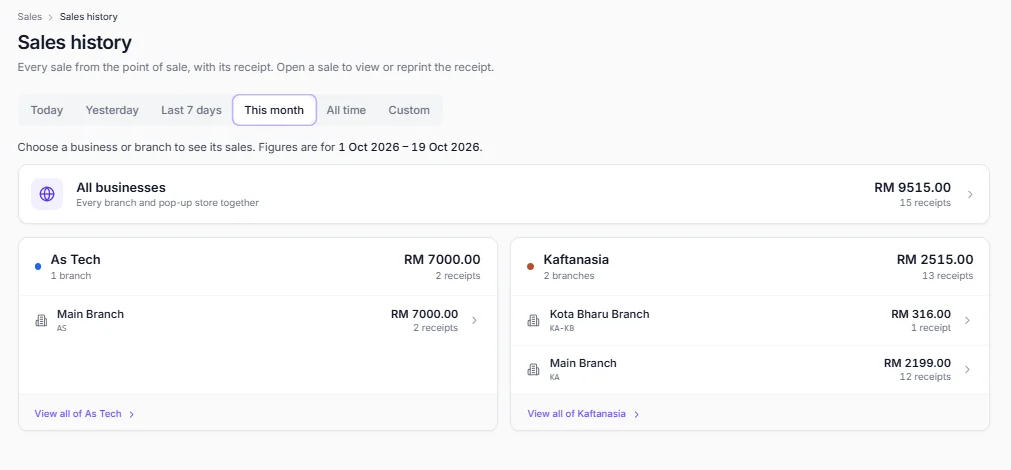 Sales > Sales history
Sales history
Every sale from the point of sale, with its receipt. Open a sale to view or reprint the receipt.
Today Yesterday Last 7 days This month All time Custom
Choose a business or branch to see its sales. Figures are for 1 Oct 2026 – 19 Oct 2026.
All businesses RM 9515.00
Every branch and pop-up store together 15 receipts
As Tech RM 7000.00
1 branch 2 receipts
Main Branch RM 7000.00
AS 2 receipts
View all of As Tech >
Kaftanasia RM 2515.00
2 branches 13 receipts
Kota Bharu Branch RM 316.00
KA-KB 1 receipt
Main Branch RM 2199.00
KA 12 receipts
View all of Kaftanasia >